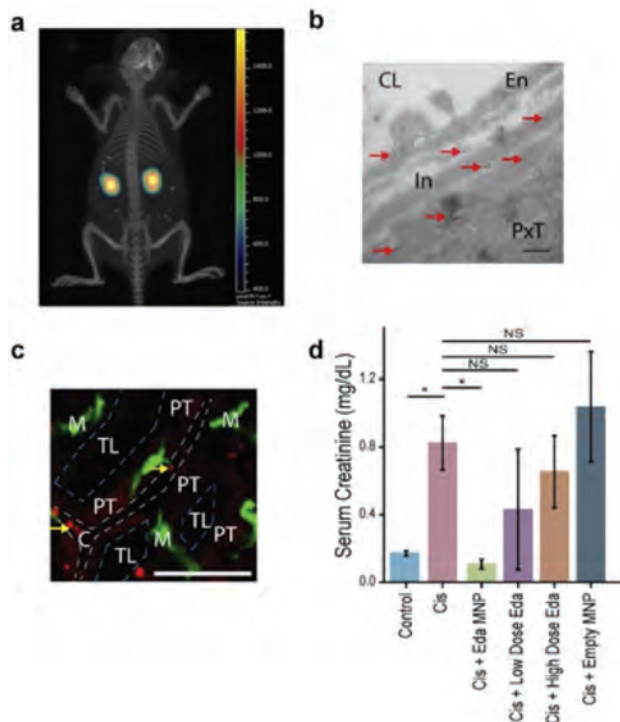 a
b
CL
En
In
PxT
c
PT
M
M
TL
PT
PT
TL
PT
C
TL
M
d
NS
NS
NS
*
*
Serum Creatinine (mg/dL)
1.2
0.8
0.4
0.0
Control
Cis
Cis + Eda MNP
Cis + Low Dose Eda
Cis + High Dose Eda
Cis + Empty MNP